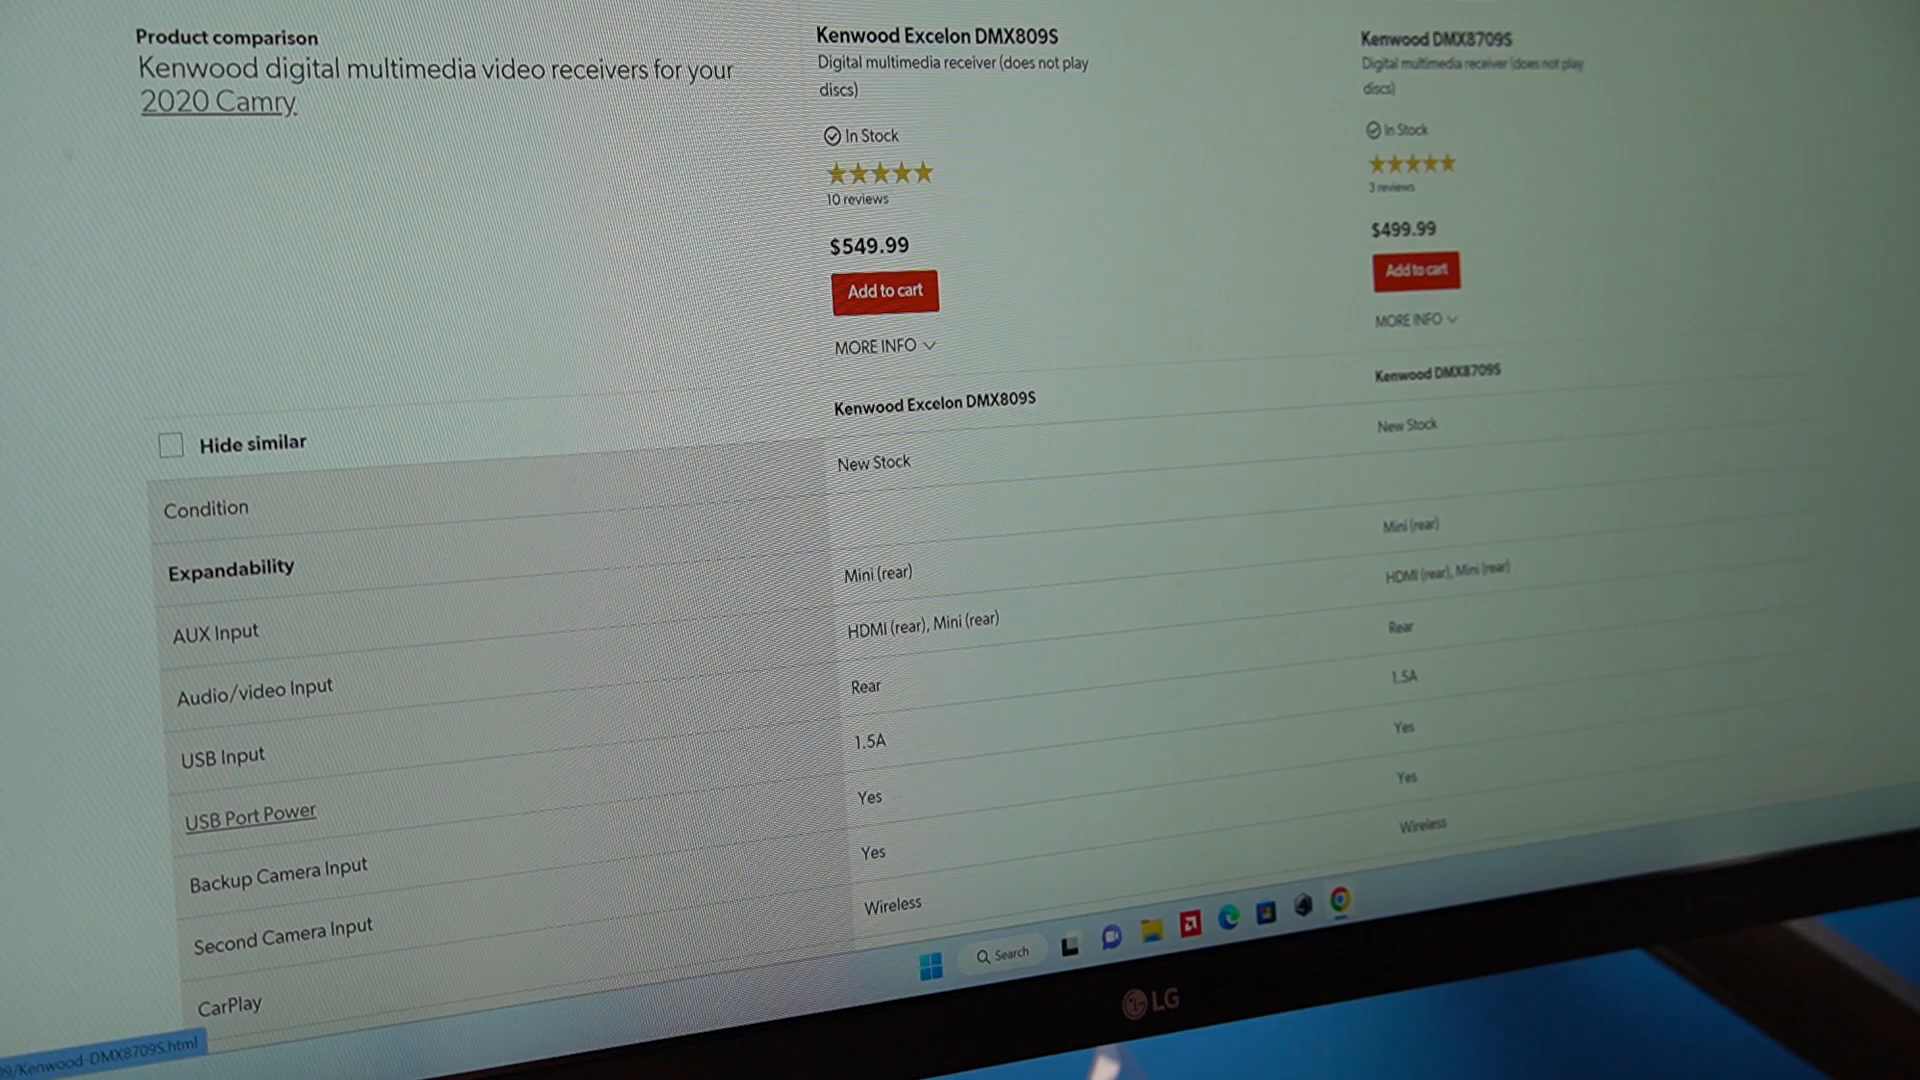 Product comparison
Kenwood digital multimedia video receivers for your
2020 Camry
Kenwood Excelon DMX809S
Digital multimedia receiver (does not play
discs)
In Stock
10 reviews
$549.99
Add to cart
MORE INFO
Kenwood DMX8709S
Digital multimedia receiver (does not play
discs)
In Stock
3 reviews
$499.99
Add to cart
MORE INFO
Hide similar
Kenwood Excelon DMX809S
Kenwood DMX8709S
Condition
New Stock
New Stock
Expandability
AUX Input
Mini (rear)
Mini (rear)
Audio/video Input
HDMI (rear), Mini (rear)
HDMI (rear), Mini (rear)
USB Input
Rear
Rear
USB Port Power
1.5A
1.5A
Backup Camera Input
Yes
Yes
Second Camera Input
Yes
Yes
CarPlay
Wireless
Wireless
Search
/Kenwood-DMX8709S.html
LG